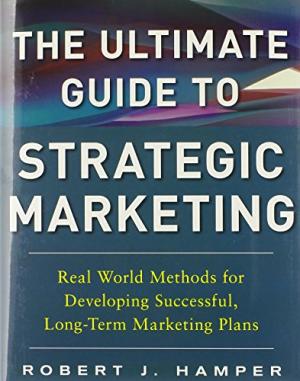 THE ULTIMATE
GUIDE TO
STRATEGIC
MARKETING
Real World Methods for
Developing Successful,
Long-Term Marketing Plans
ROBERT J. HAMPER